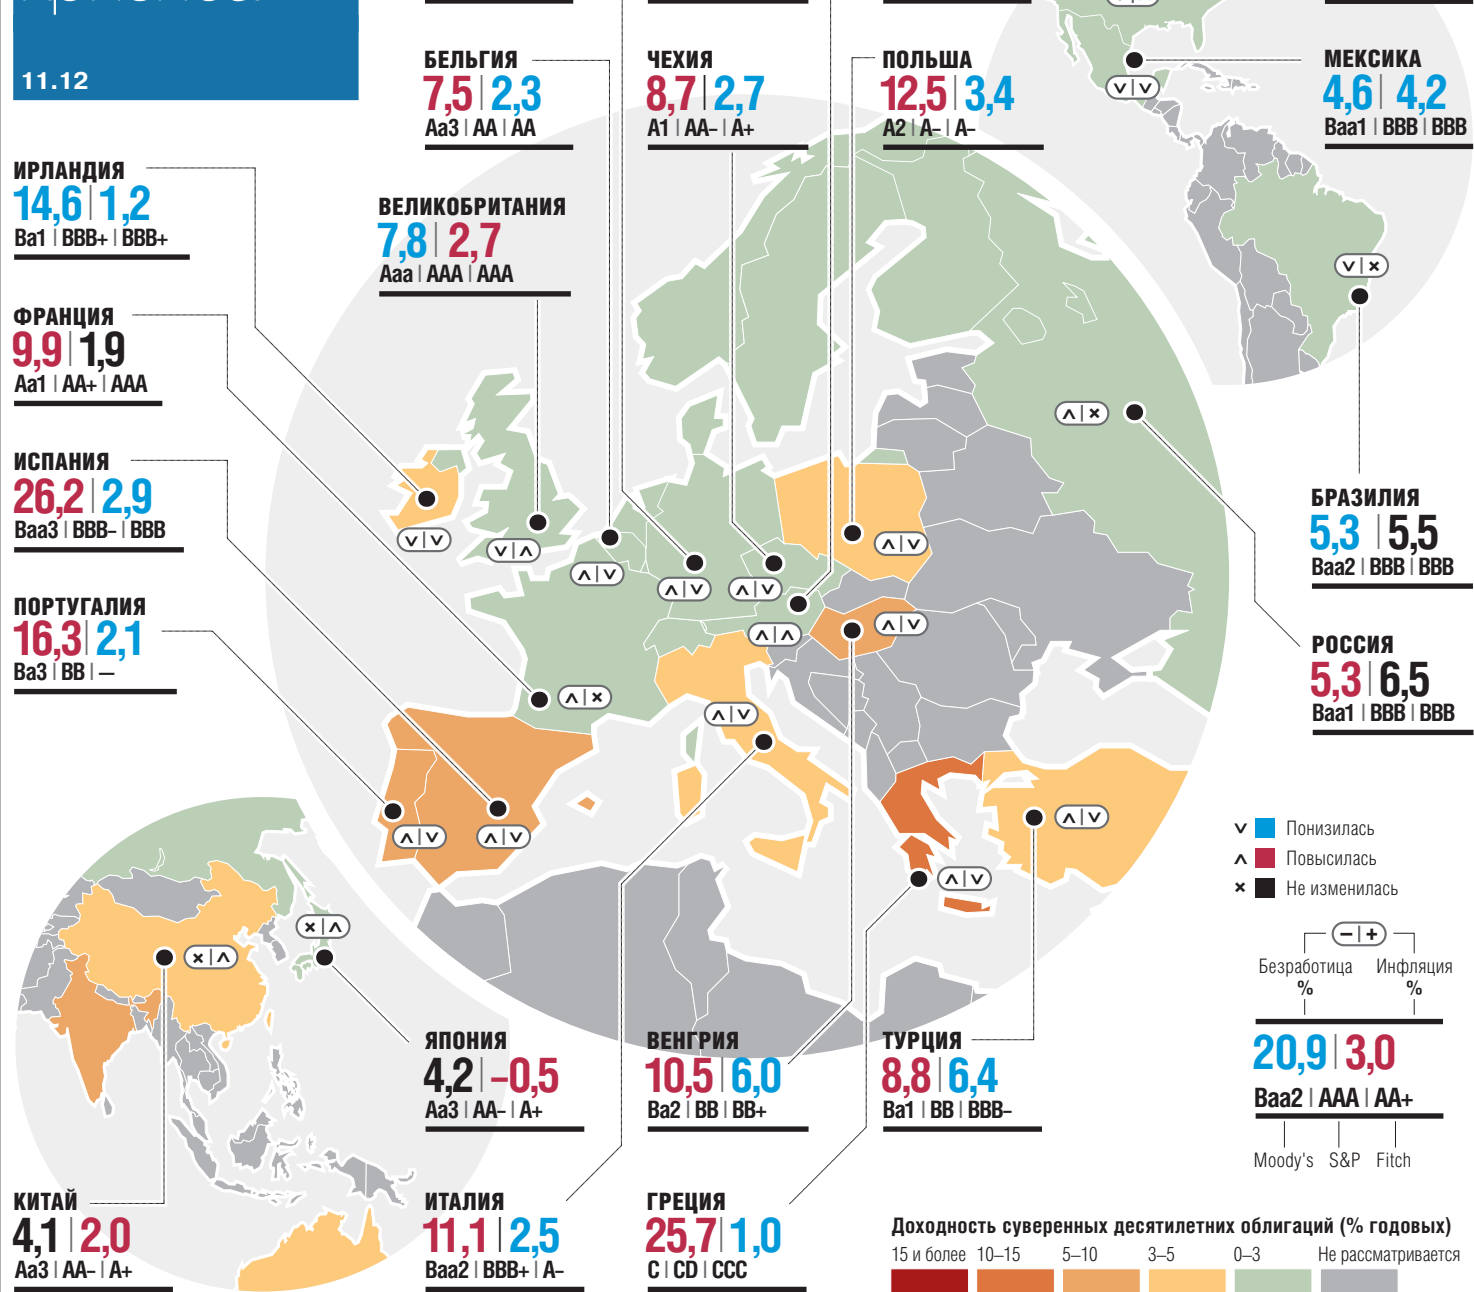 11.12
БЕЛЬГИЯ
7,5 | 2,3
Aa3 | AA | AA
ЧЕХИЯ
8,7 | 2,7
A1 | AA– | A+
ПОЛЬША
12,5 | 3,4
A2 | A– | A–
МЕКСИКА
4,6 | 4,2
Baa1 | BBB | BBB
ИРЛАНДИЯ
14,6 | 1,2
Ba1 | BBB+ | BBB+
ВЕЛИКОБРИТАНИЯ
7,8 | 2,7
Aaa | AAA | AAA
ФРАНЦИЯ
9,9 | 1,9
Aa1 | AA+ | AAA
ИСПАНИЯ
26,2 | 2,9
Baa3 | BBB– | BBB
ПОРТУГАЛИЯ
16,3 | 2,1
Ba3 | BB | —
БРАЗИЛИЯ
5,3 | 5,5
Baa2 | BBB | BBB
РОССИЯ
5,3 | 6,5
Baa1 | BBB | BBB
Понизилась
Повысилась
Не изменилась
– | +
Безработица Инфляция
% %
20,9 | 3,0
Baa2 | AAA | AA+
Moody's S&P Fitch
ЯПОНИЯ
4,2 | –0,5
Aa3 | AA– | A+
ВЕНГРИЯ
10,5 | 6,0
Ba2 | BB | BB+
ТУРЦИЯ
8,8 | 6,4
Ba1 | BB | BBB–
КИТАЙ
4,1 | 2,0
Aa3 | AA– | A+
ИТАЛИЯ
11,1 | 2,5
Baa2 | BBB+ | A–
ГРЕЦИЯ
25,7 | 1,0
C | CD | CCC
Доходность суверенных десятилетних облигаций (% годовых)
15 и более 10–15 5–10 3–5 0–3 Не рассматривается